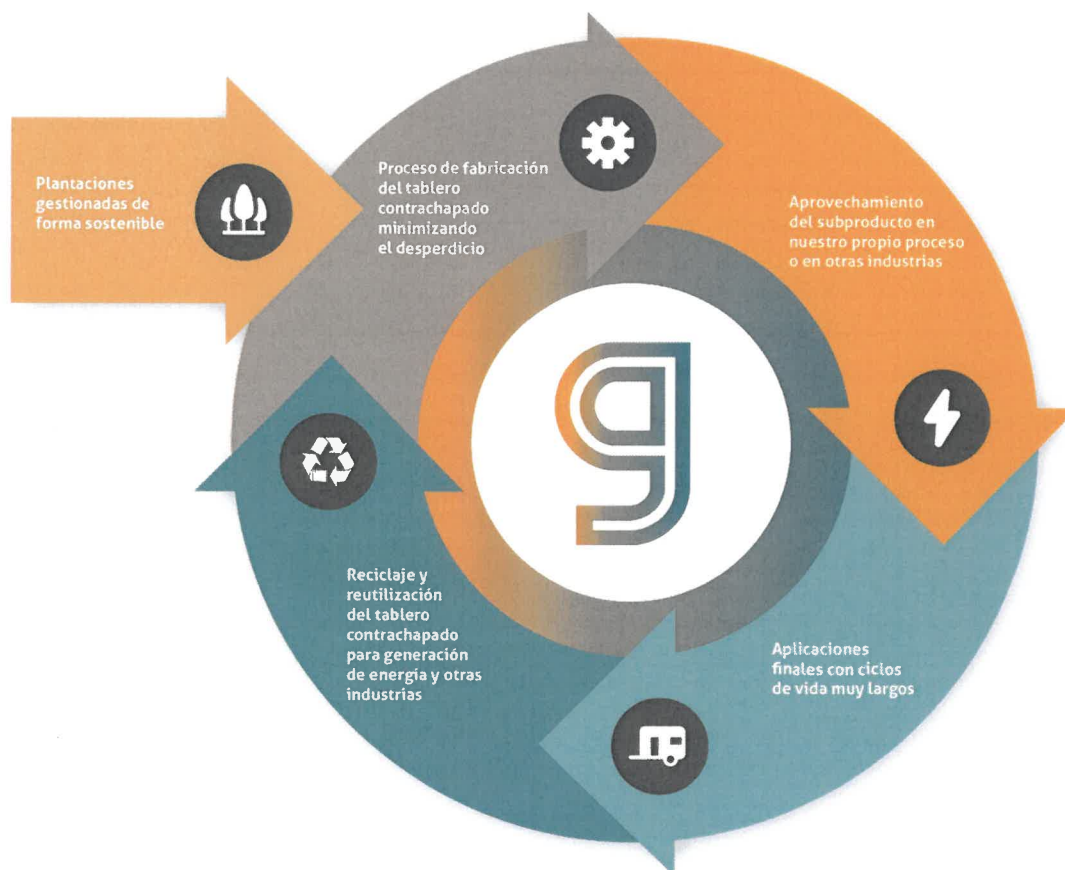 Plantaciones
gestionadas de
forma sostenible
Proceso de fabricación
del tablero
contrachapado
minimizando
el desperdicio
Aprovechamiento
del subproducto en
nuestro propio proceso
o en otras industrias
Aplicaciones
finales con ciclos
de vida muy largos
Reciclaje y
reutilización
del tablero
contrachapado
para generación
de energía y otras
industrias
g